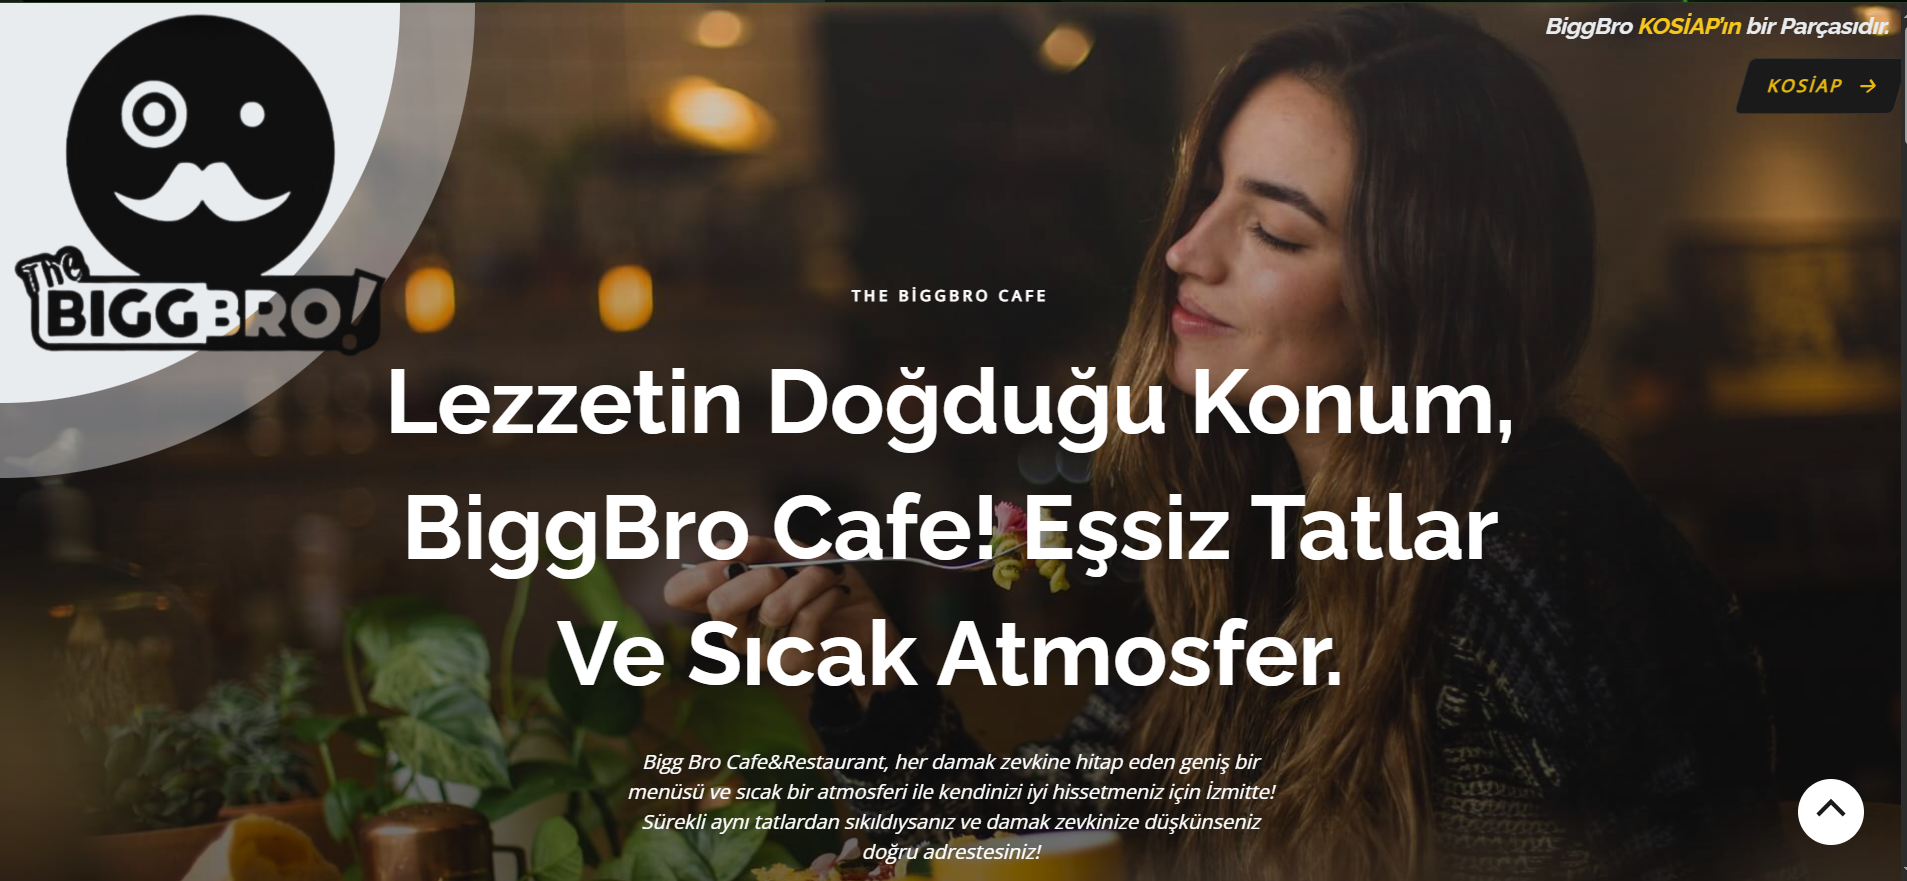 BiggBro KOSİAP'ın bir Parçasıdır.
KOSİAP
The
BIGGBRO!
THE BİGGBRO CAFE
Lezzetin Doğduğu Konum,
BiggBro Cafe! Eşsiz Tatlar
Ve Sıcak Atmosfer.
Bigg Bro Cafe&Restaurant, her damak zevkine hitap eden geniş bir
menüsü ve sıcak bir atmosferi ile kendinizi iyi hissetmeniz için İzmitte!
Sürekli aynı tatlardan sıkıldıysanız ve damak zevkinize düşkünseniz
doğru adrestesiniz!